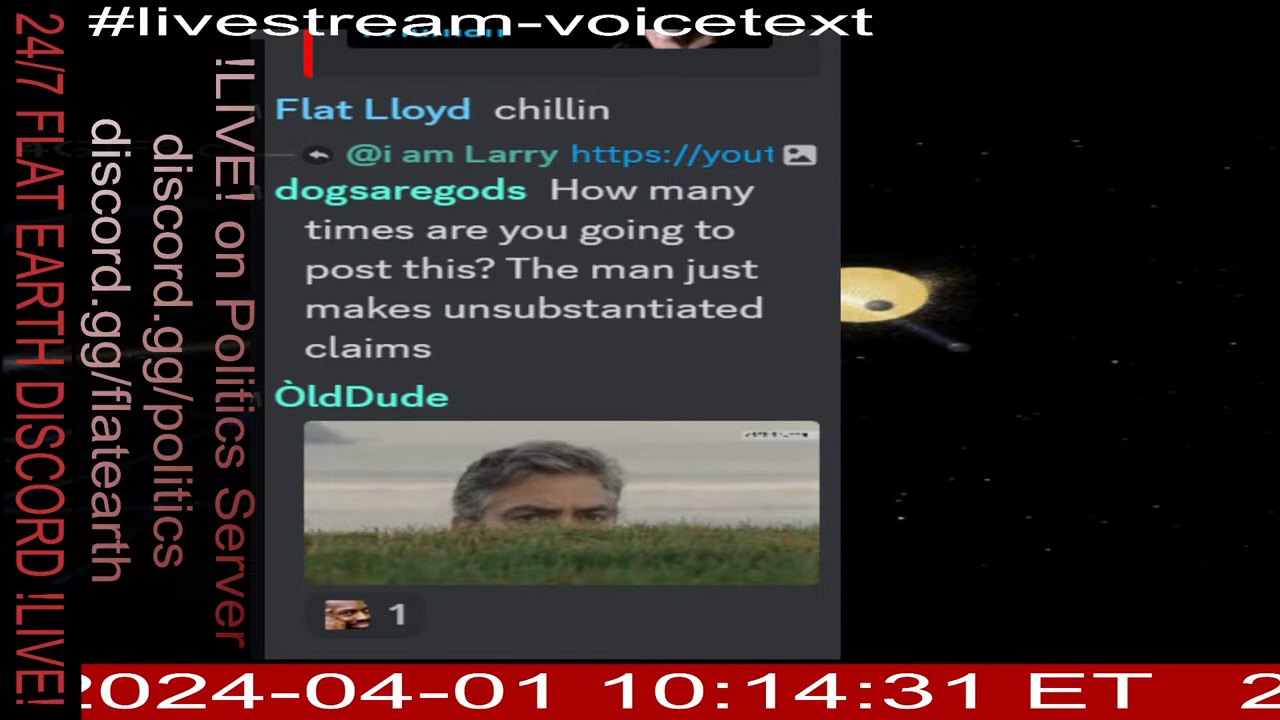 #livestream-voicetext
24/7 FLAT EARTH DISCORD !LIVE!
discord.gg/flatearth
discord.gg/politics
!LIVE! on Politics Server
Flat Lloyd chillin
@i am Larry https://yout
dogsaregods How many
times are you going to
post this? The man just
makes unsubstantiated
claims
ÒldDude
1
2024-04-01 10:14:31 ET 2